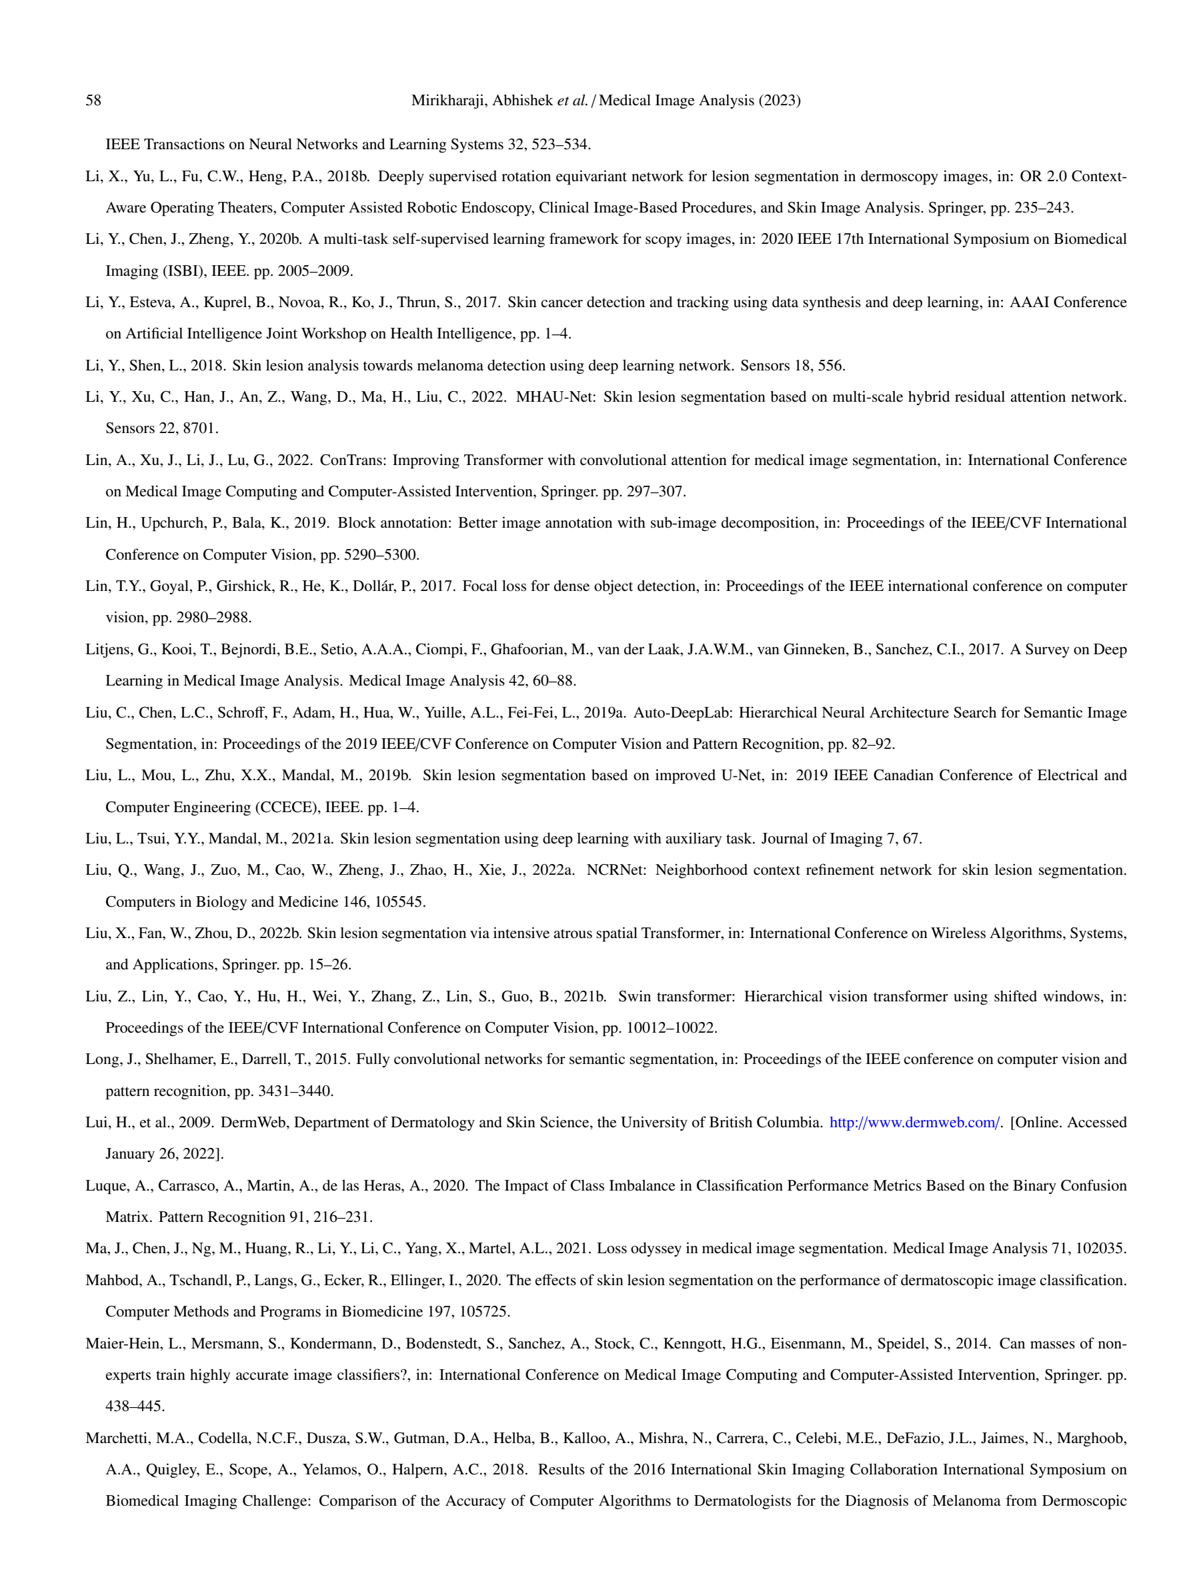 58
Mirikharaji, Abhishek et al. / Medical Image Analysis (2023)
IEEE Transactions on Neural Networks and Learning Systems 32, 523–534.
Li, X., Yu, L., Fu, C.W., Heng, P.A., 2018b. Deeply supervised rotation equivariant network for lesion segmentation in dermoscopy images, in: OR 2.0 Context-
Aware Operating Theaters, Computer Assisted Robotic Endoscopy, Clinical Image-Based Procedures, and Skin Image Analysis. Springer, pp. 235–243.
Li, Y., Chen, J., Zheng, Y., 2020b. A multi-task self-supervised learning framework for scopy images, in: 2020 IEEE 17th International Symposium on Biomedical
Imaging (ISBI), IEEE. pp. 2005–2009.
Li, Y., Esteva, A., Kuprel, B., Novoa, R., Ko, J., Thrun, S., 2017. Skin cancer detection and tracking using data synthesis and deep learning, in: AAAI Conference
on Artificial Intelligence Joint Workshop on Health Intelligence, pp. 1–4.
Li, Y., Shen, L., 2018. Skin lesion analysis towards melanoma detection using deep learning network. Sensors 18, 556.
Li, Y., Xu, C., Han, J., An, Z., Wang, D., Ma, H., Liu, C., 2022. MHAU-Net: Skin lesion segmentation based on multi-scale hybrid residual attention network.
Sensors 22, 8701.
Lin, A., Xu, J., Li, J., Lu, G., 2022. ConTrans: Improving Transformer with convolutional attention for medical image segmentation, in: International Conference
on Medical Image Computing and Computer-Assisted Intervention, Springer. pp. 297–307.
Lin, H., Upchurch, P., Bala, K., 2019. Block annotation: Better image annotation with sub-image decomposition, in: Proceedings of the IEEE/CVF International
Conference on Computer Vision, pp. 5290–5300.
Lin, T.Y., Goyal, P., Girshick, R., He, K., Dollár, P., 2017. Focal loss for dense object detection, in: Proceedings of the IEEE international conference on computer
vision, pp. 2980–2988.
Litjens, G., Kooi, T., Bejnordi, B.E., Setio, A.A.A., Ciompi, F., Ghafoorian, M., van der Laak, J.A.W.M., van Ginneken, B., Sanchez, C.I., 2017. A Survey on Deep
Learning in Medical Image Analysis. Medical Image Analysis 42, 60–88.
Liu, C., Chen, L.C., Schroff, F., Adam, H., Hua, W., Yuille, A.L., Fei-Fei, L., 2019a. Auto-DeepLab: Hierarchical Neural Architecture Search for Semantic Image
Segmentation, in: Proceedings of the 2019 IEEE/CVF Conference on Computer Vision and Pattern Recognition, pp. 82–92.
Liu, L., Mou, L., Zhu, X.X., Mandal, M., 2019b. Skin lesion segmentation based on improved U-Net, in: 2019 IEEE Canadian Conference of Electrical and
Computer Engineering (CCECE), IEEE. pp. 1–4.
Liu, L., Tsui, Y.Y., Mandal, M., 2021a. Skin lesion segmentation using deep learning with auxiliary task. Journal of Imaging 7, 67.
Liu, Q., Wang, J., Zuo, M., Cao, W., Zheng, J., Zhao, H., Xie, J., 2022a. NCRNet: Neighborhood context refinement network for skin lesion segmentation.
Computers in Biology and Medicine 146, 105545.
Liu, X., Fan, W., Zhou, D., 2022b. Skin lesion segmentation via intensive atrous spatial Transformer, in: International Conference on Wireless Algorithms, Systems,
and Applications, Springer. pp. 15–26.
Liu, Z., Lin, Y., Cao, Y., Hu, H., Wei, Y., Zhang, Z., Lin, S., Guo, B., 2021b. Swin transformer: Hierarchical vision transformer using shifted windows, in:
Proceedings of the IEEE/CVF International Conference on Computer Vision, pp. 10012–10022.
Long, J., Shelhamer, E., Darrell, T., 2015. Fully convolutional networks for semantic segmentation, in: Proceedings of the IEEE conference on computer vision and
pattern recognition, pp. 3431–3440.
Lui, H., et al., 2009. DermWeb, Department of Dermatology and Skin Science, the University of British Columbia. http://www.dermweb.com/. [Online. Accessed
January 26, 2022].
Luque, A., Carrasco, A., Martin, A., de las Heras, A., 2020. The Impact of Class Imbalance in Classification Performance Metrics Based on the Binary Confusion
Matrix. Pattern Recognition 91, 216–231.
Ma, J., Chen, J., Ng, M., Huang, R., Li, Y., Li, C., Yang, X., Martel, A.L., 2021. Loss odyssey in medical image segmentation. Medical Image Analysis 71, 102035.
Mahbod, A., Tschandl, P., Langs, G., Ecker, R., Ellinger, I., 2020. The effects of skin lesion segmentation on the performance of dermatoscopic image classification.
Computer Methods and Programs in Biomedicine 197, 105725.
Maier-Hein, L., Mersmann, S., Kondermann, D., Bodenstedt, S., Sanchez, A., Stock, C., Kenngott, H.G., Eisenmann, M., Speidel, S., 2014. Can masses of non-
experts train highly accurate image classifiers?, in: International Conference on Medical Image Computing and Computer-Assisted Intervention, Springer. pp.
438–445.
Marchetti, M.A., Codella, N.C.F., Dusza, S.W., Gutman, D.A., Helba, B., Kalloo, A., Mishra, N., Carrera, C., Celebi, M.E., DeFazio, J.L., Jaimes, N., Marghoob,
A.A., Quigley, E., Scope, A., Yelamos, O., Halpern, A.C., 2018. Results of the 2016 International Skin Imaging Collaboration International Symposium on
Biomedical Imaging Challenge: Comparison of the Accuracy of Computer Algorithms to Dermatologists for the Diagnosis of Melanoma from Dermoscopic